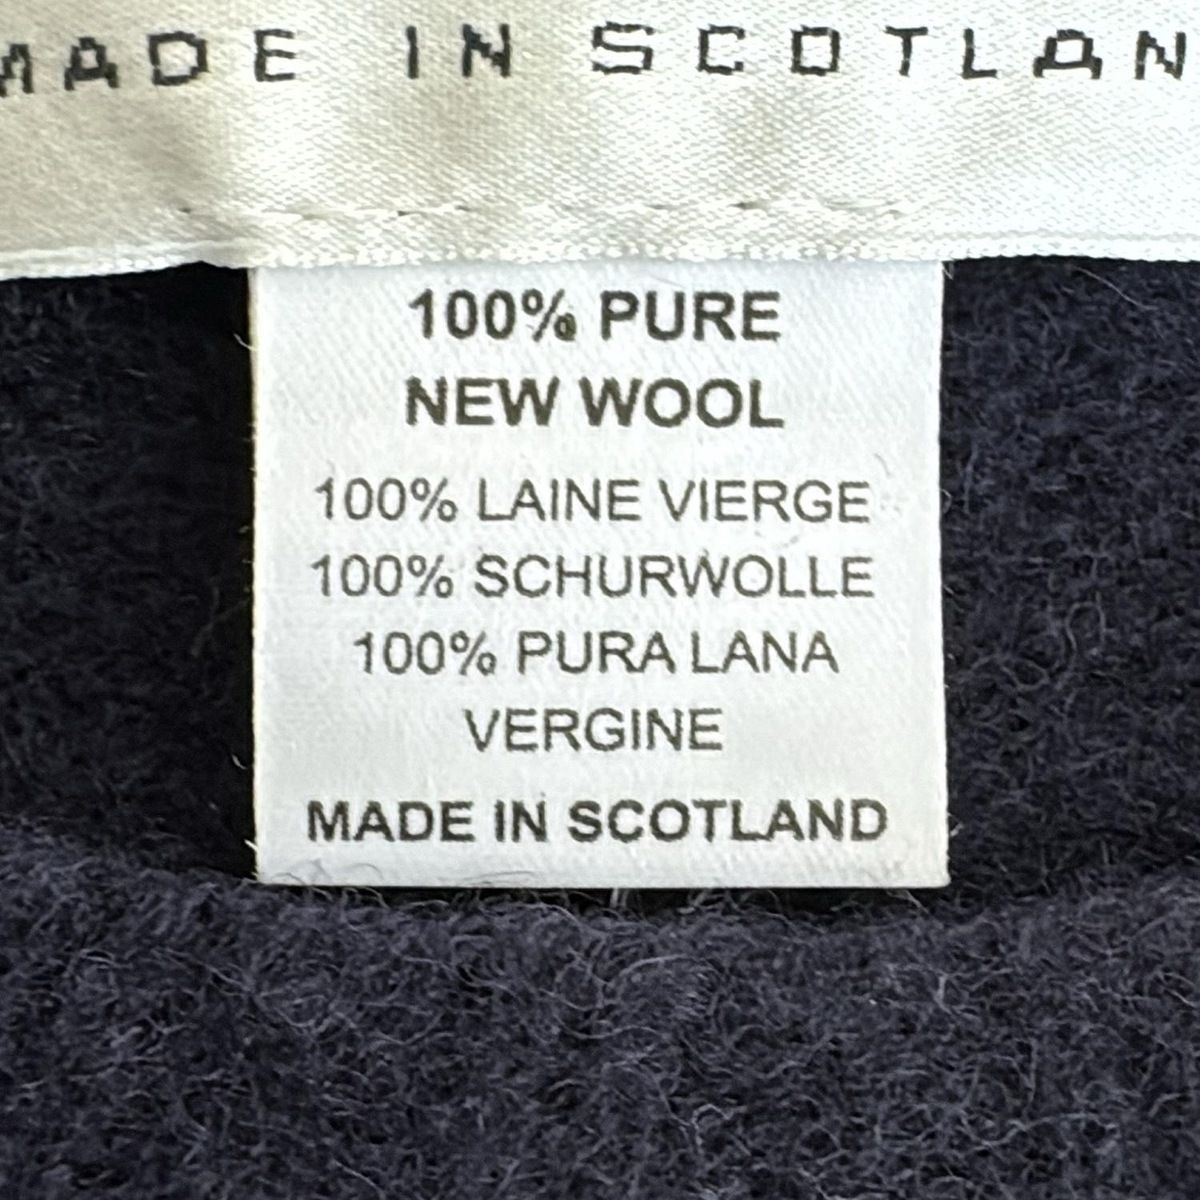 MADE IN SCOTLAN
100% PURE
NEW WOOL
100% LAINE VIERGE
100% SCHURWOLLE
100% PURA LANA
VERGINE
MADE IN SCOTLAND